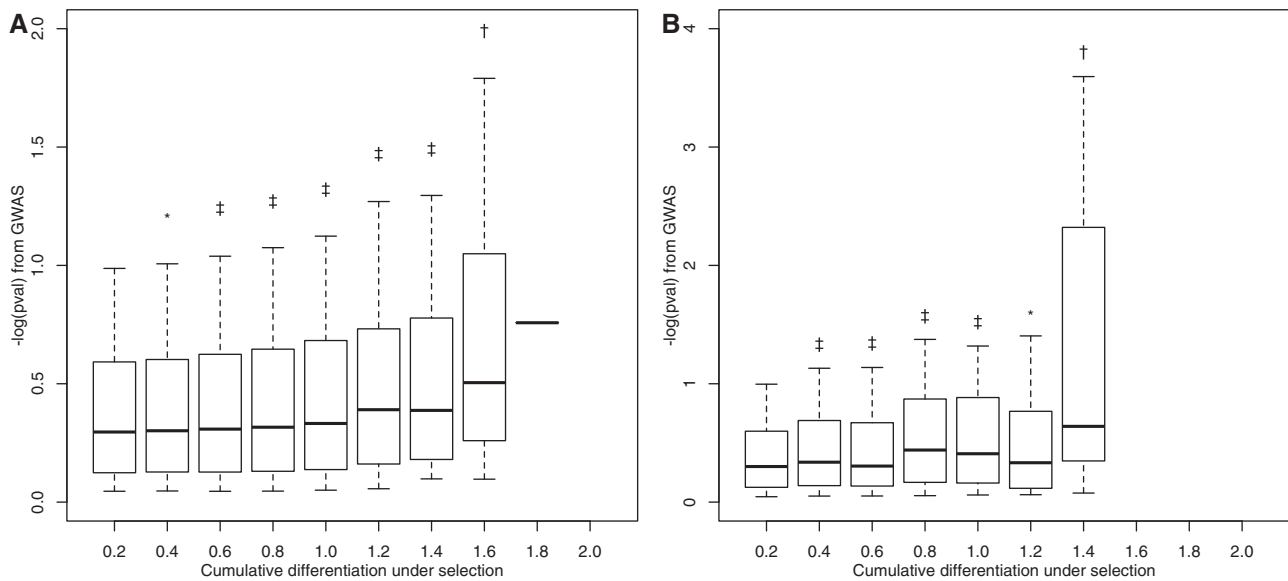 A
-log(pval) from GWAS
2.0
1.5
1.0
0.5
0.0
* ‡ ‡ ‡ ‡ ‡ †
0.2 0.4 0.6 0.8 1.0 1.2 1.4 1.6 1.8 2.0
Cumulative differentiation under selection
B
-log(pval) from GWAS
4
3
2
1
0
‡ ‡ ‡ ‡ * †
0.2 0.4 0.6 0.8 1.0 1.2 1.4 1.6 1.8 2.0
Cumulative differentiation under selection